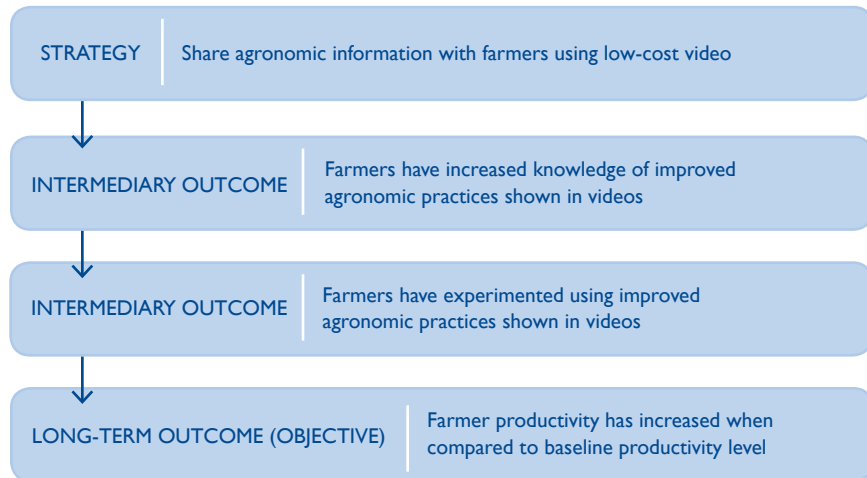 STRATEGY
Share agronomic information with farmers using low-cost video
INTERMEDIARY OUTCOME
Farmers have increased knowledge of improved
agronomic practices shown in videos
INTERMEDIARY OUTCOME
Farmers have experimented using improved
agronomic practices shown in videos
LONG-TERM OUTCOME (OBJECTIVE)
Farmer productivity has increased when
compared to baseline productivity level